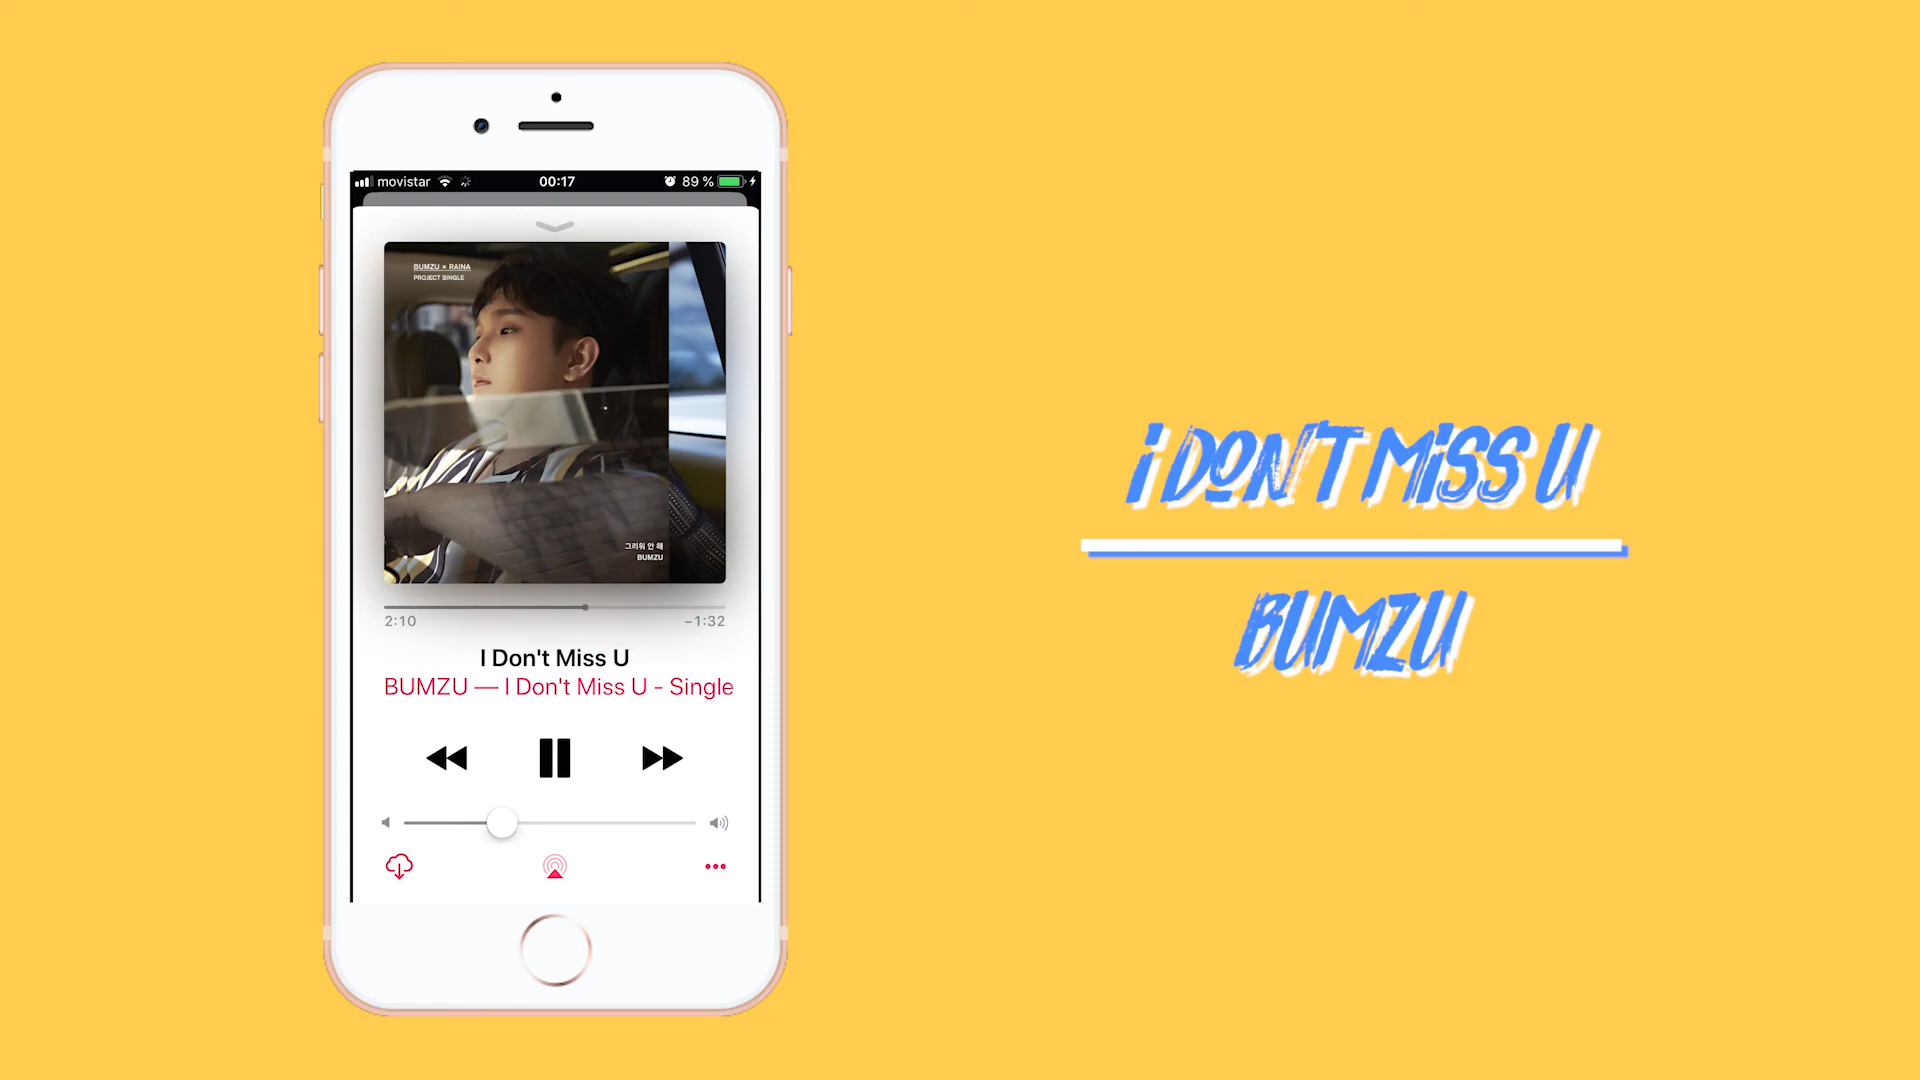 movistar 00:17 89 %
BUMZU × RAINA
PROJECT SINGLE
그리워 안 해
BUMZU
2:10 -1:32
I Don't Miss U
BUMZU — I Don't Miss U - Single
I DON'T MISS U
BUMZU